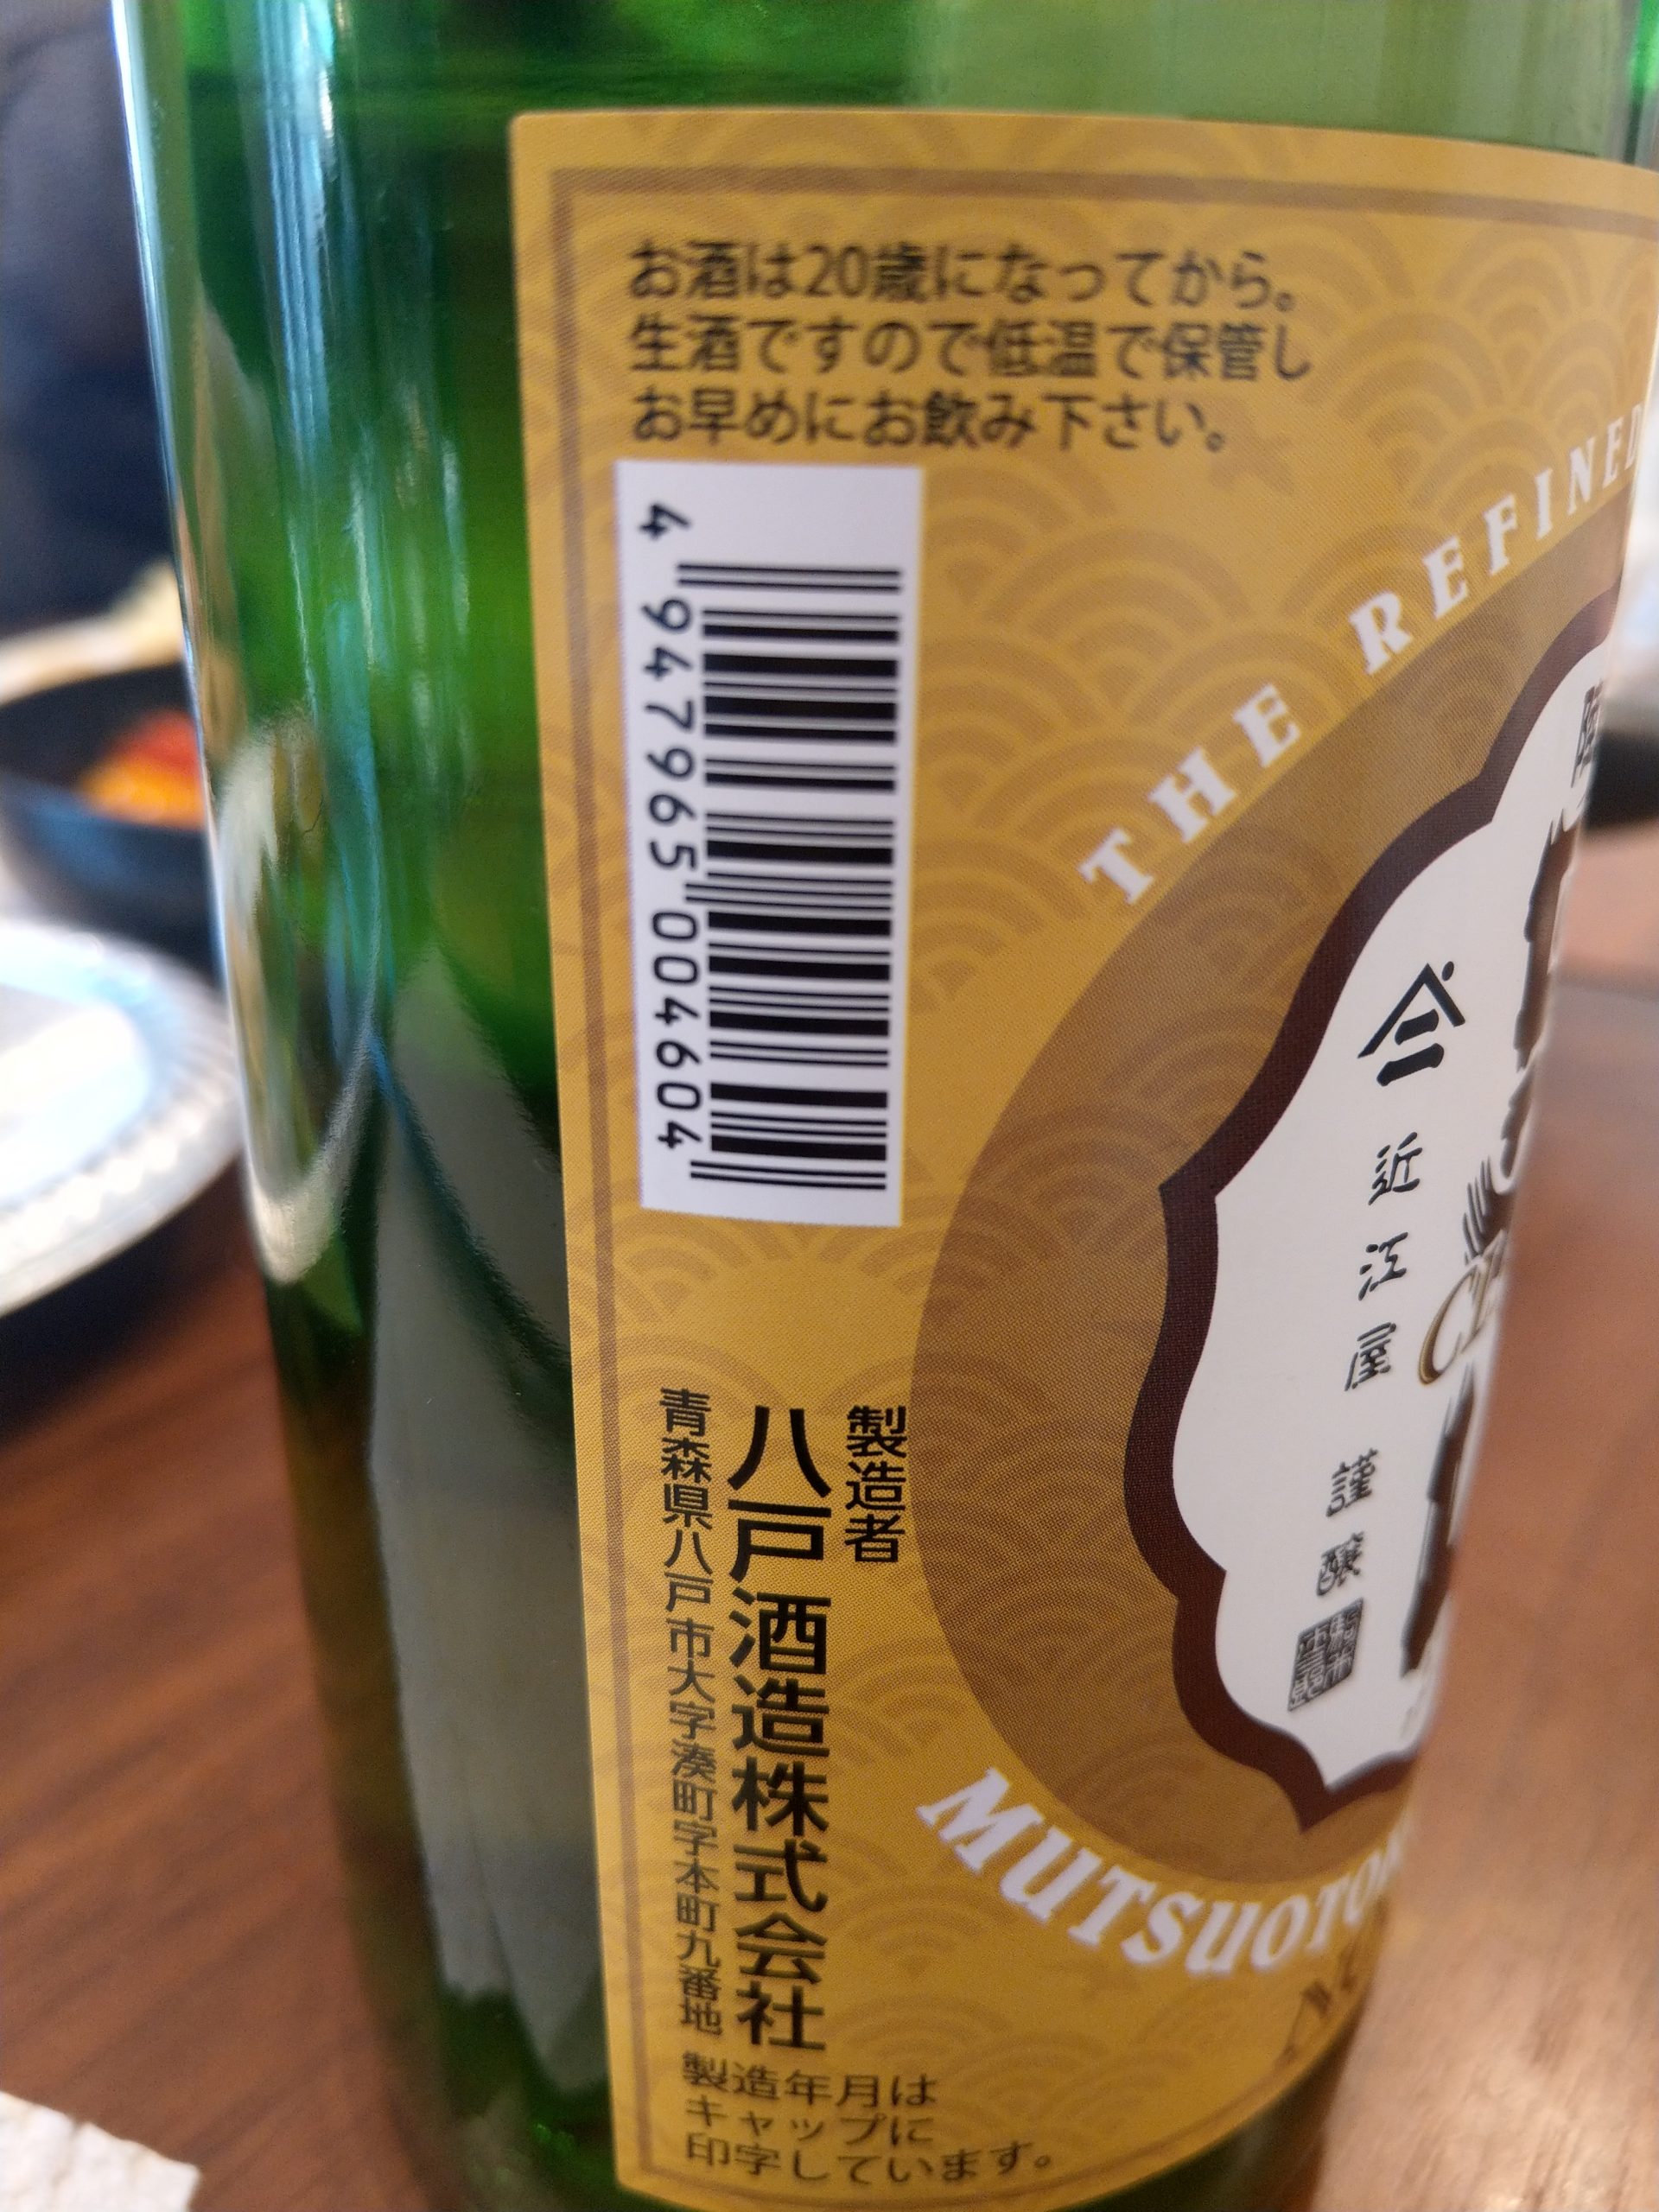 お酒は20歳になってから。
生酒ですので低温で保管し
お早めにお飲み下さい。
4 947965 004604
THE REFINED
近江屋 謹醸
製造者
八戸酒造株式会社
青森県八戸市大字湊町字本町九番地
MUTSUOTO
製造年月は
キャップに
印字しています。